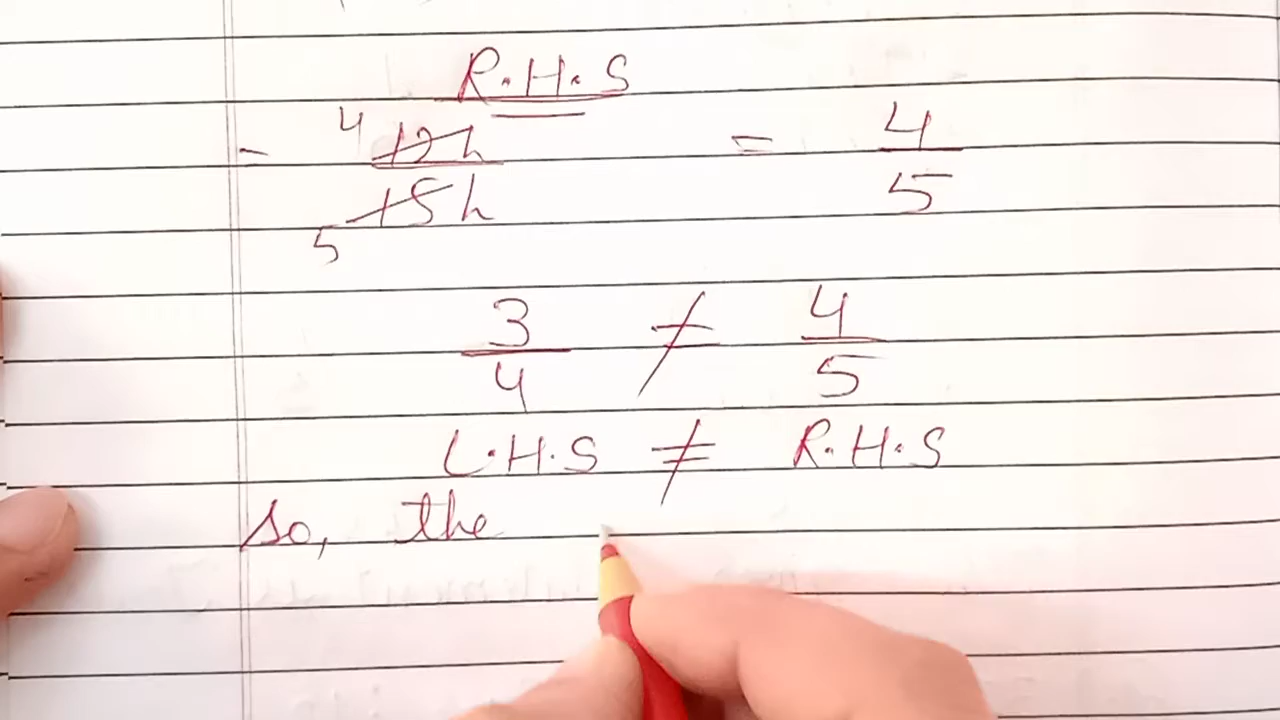 R.H.S
- 4 12h = 4
5 15h 5
3 ≠ 4
4 5
L.H.S ≠ R.H.S
So, the